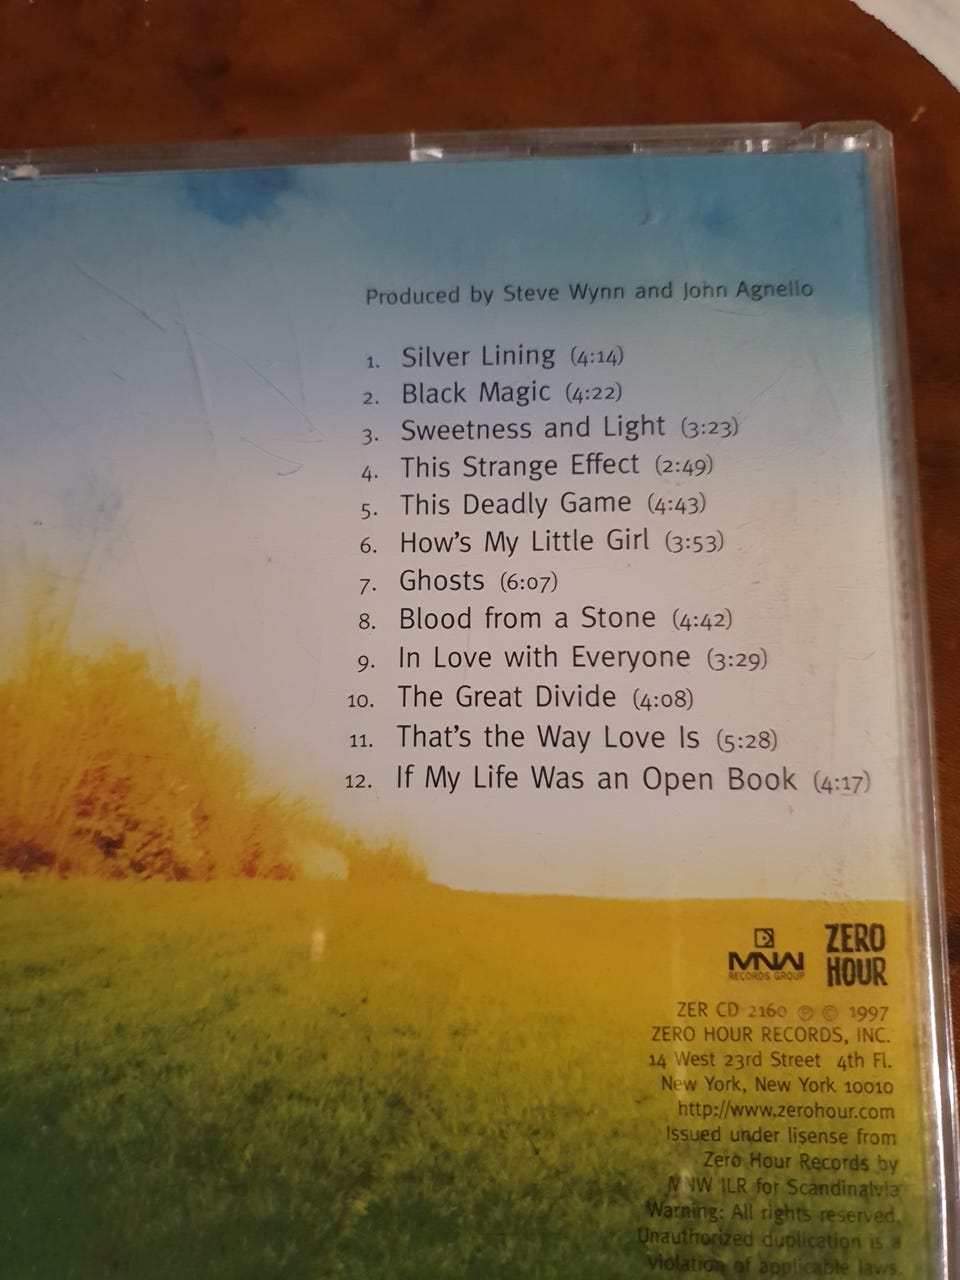 Produced by Steve Wynn and John Agnello
1. Silver Lining (4:14)
2. Black Magic (4:22)
3. Sweetness and Light (3:23)
4. This Strange Effect (2:49)
5. This Deadly Game (4:43)
6. How's My Little Girl (3:53)
7. Ghosts (6:07)
8. Blood from a Stone (4:42)
9. In Love with Everyone (3:29)
10. The Great Divide (4:08)
11. That's the Way Love Is (5:28)
12. If My Life Was an Open Book (4:17)
MNW
RECORDS GROUP
ZERO
HOUR
ZER CD 2160 ℗ © 1997
ZERO HOUR RECORDS, INC.
14 West 23rd Street 4th Fl.
New York, New York 10010
http://www.zerohour.com
Issued under lisense from
Zero Hour Records by
MNW ILR for Scandinatvia
Warning: All rights reserved.
Unauthorized duplication is a
violation of applicable laws.